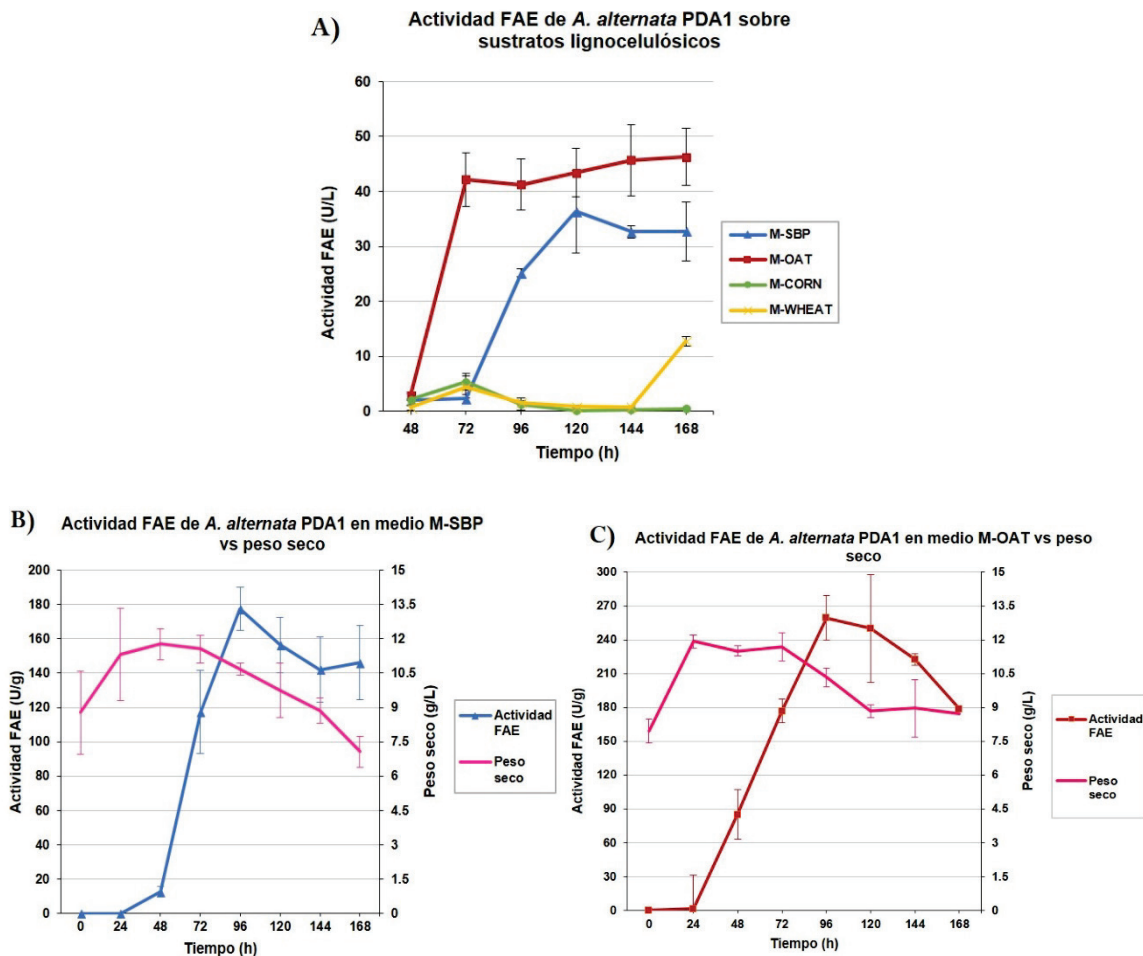 A)
Actividad FAE de A. alternata PDA1 sobre
sustratos lignocelulósicos
60
50
40
30
20
10
0
Actividad FAE (U/L)
48 72 96 120 144 168
Tiempo (h)
M-SBP
M-OAT
M-CORN
M-WHEAT
B)
Actividad FAE de A. alternata PDA1 en medio M-SBP
vs peso seco
200
180
160
140
120
100
80
60
40
20
0
Actividad FAE (U/g)
15
13.5
12
10.5
9
7.5
6
4.5
3
1.5
0
Peso seco (g/L)
0 24 48 72 96 120 144 168
Tiempo (h)
Actividad
FAE
Peso
seco
C)
Actividad FAE de A. alternata PDA1 en medio M-OAT vs peso
seco
300
270
240
210
180
150
120
90
60
30
0
Actividad FAE (U/g)
15
13.5
12
10.5
9
7.5
6
4.5
3
1.5
0
Peso seco (g/L)
0 24 48 72 96 120 144 168
Tiempo (h)
Actividad
FAE
Peso
seco